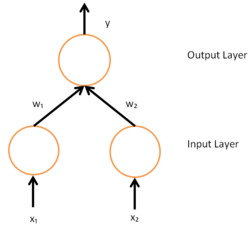 y
Output Layer
w₁ w₂
Input Layer
x₁ x₂